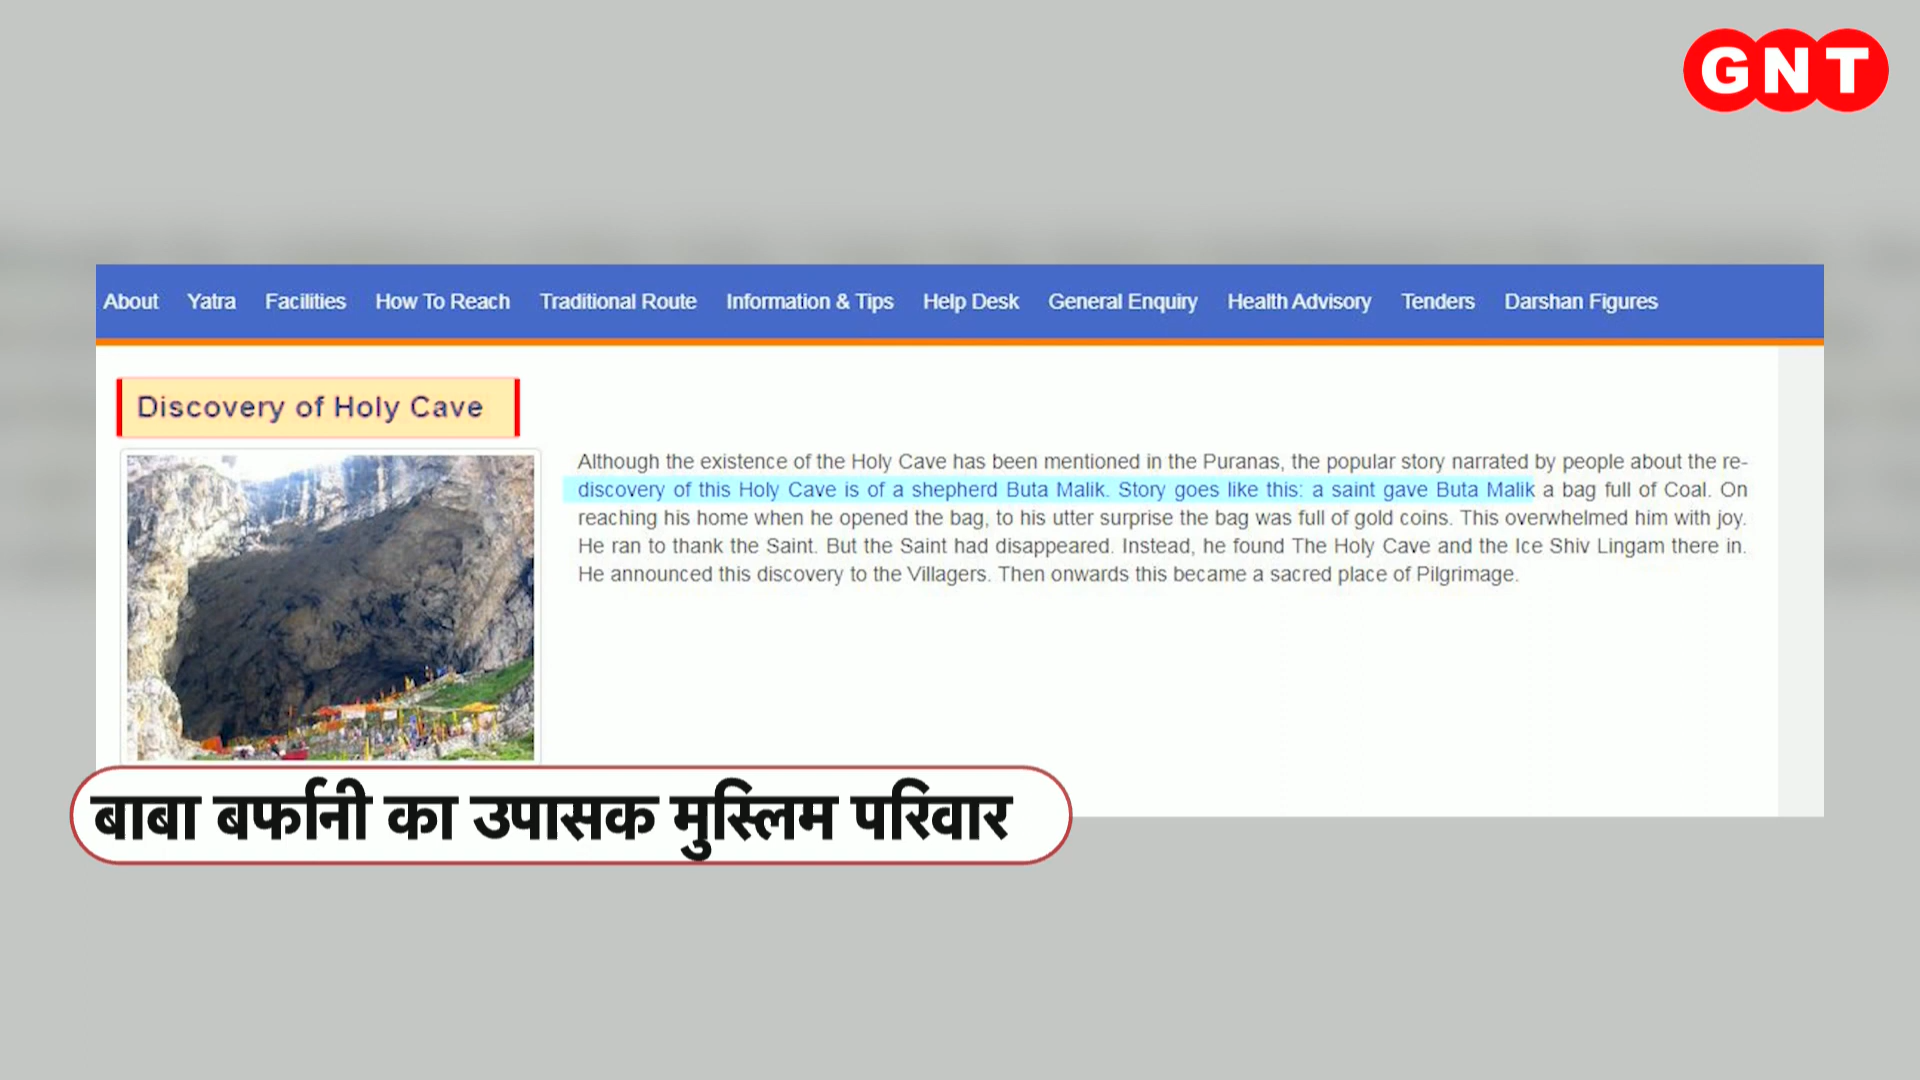 GNT
About Yatra Facilities How To Reach Traditional Route Information & Tips Help Desk General Enquiry Health Advisory Tenders Darshan Figures
Discovery of Holy Cave
Although the existence of the Holy Cave has been mentioned in the Puranas, the popular story narrated by people about the re-
discovery of this Holy Cave is of a shepherd Buta Malik. Story goes like this: a saint gave Buta Malik a bag full of Coal. On
reaching his home when he opened the bag, to his utter surprise the bag was full of gold coins. This overwhelmed him with joy.
He ran to thank the Saint. But the Saint had disappeared. Instead, he found The Holy Cave and the Ice Shiv Lingam there in.
He announced this discovery to the Villagers. Then onwards this became a sacred place of Pilgrimage.
बाबा बर्फानी का उपासक मुस्लिम परिवार